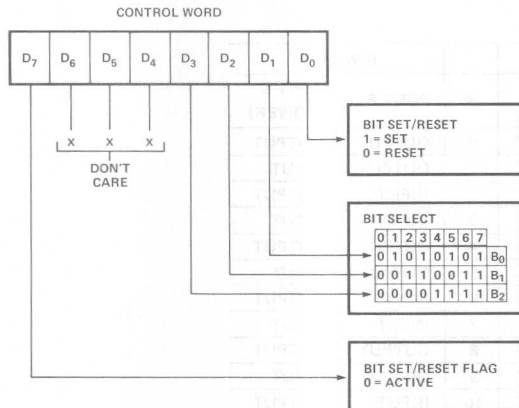 CONTROL WORD
D7 D6 D5 D4 D3 D2 D1 D0
X X X
DON'T
CARE
BIT SET/RESET
1 = SET
0 = RESET
BIT SELECT
0 1 2 3 4 5 6 7
0 1 0 1 0 1 0 1 B0
0 0 1 1 0 0 1 1 B1
0 0 0 0 1 1 1 1 B2
BIT SET/RESET FLAG
0 = ACTIVE